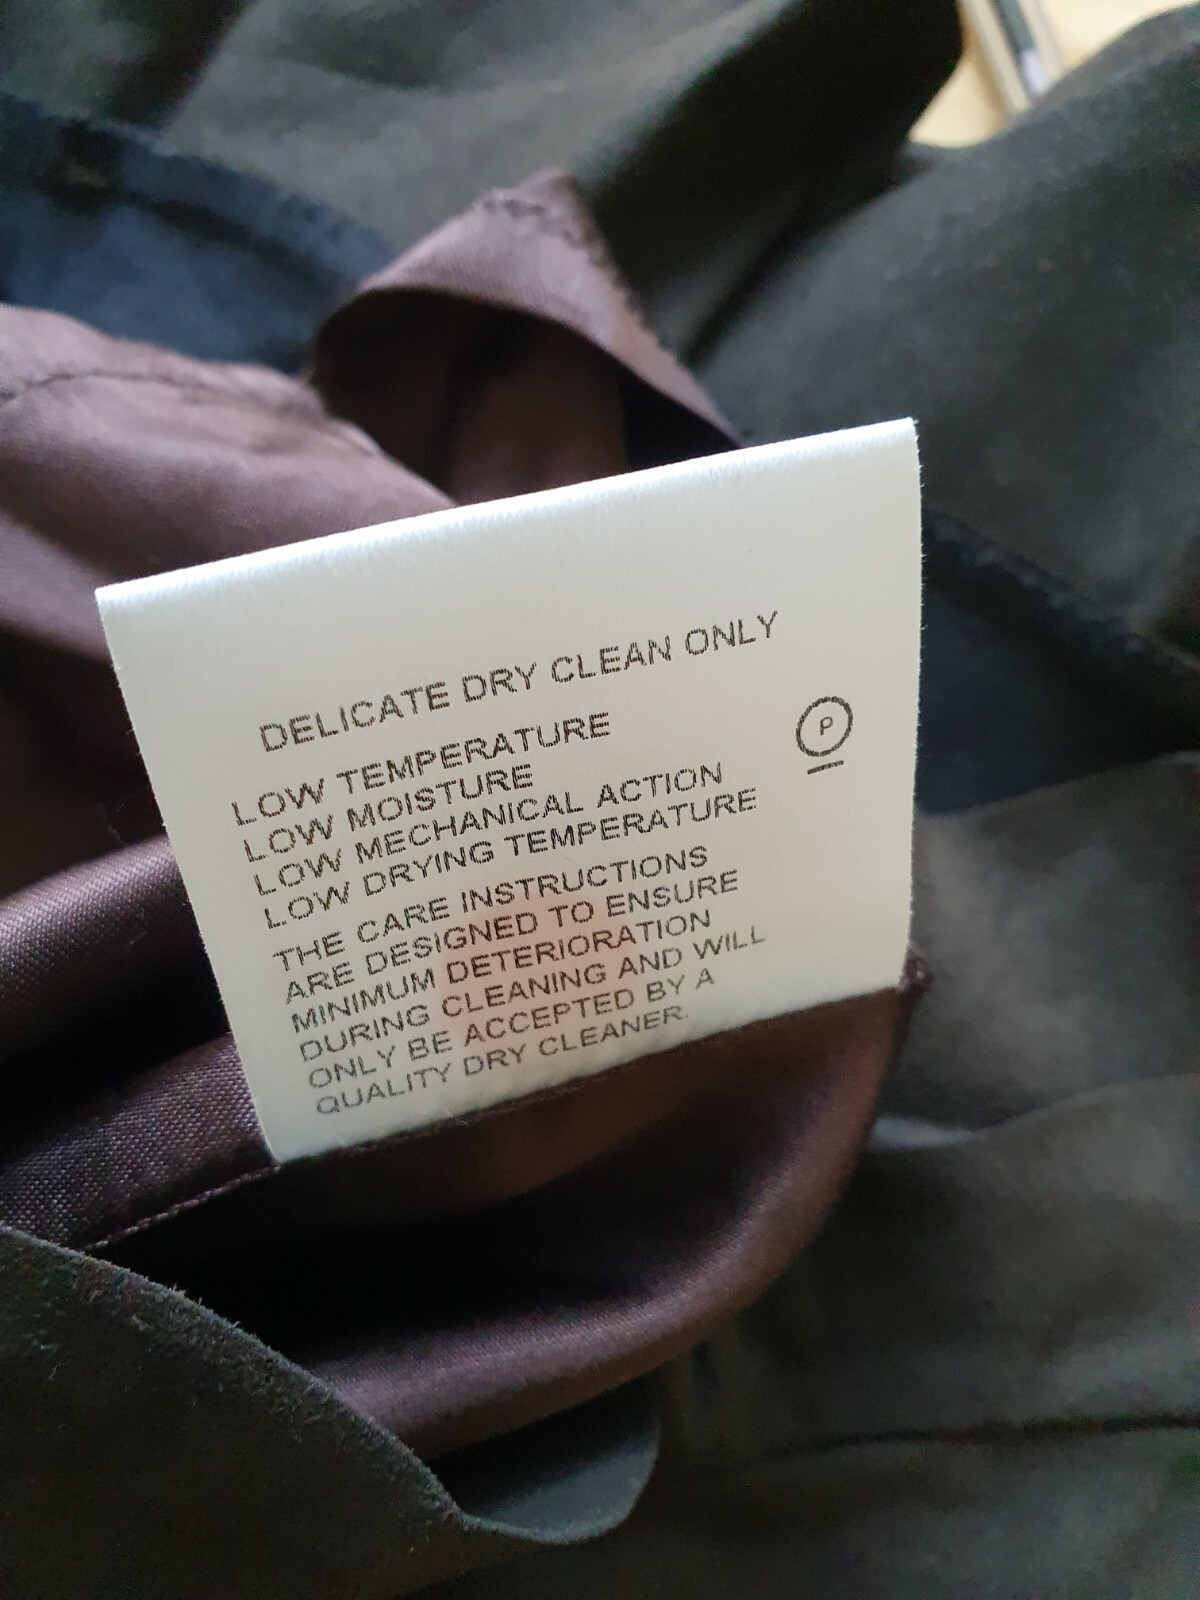 DELICATE DRY CLEAN ONLY
LOW TEMPERATURE
LOW MOISTURE
LOW MECHANICAL ACTION
LOW DRYING TEMPERATURE
P
THE CARE INSTRUCTIONS
ARE DESIGNED TO ENSURE
MINIMUM DETERIORATION
DURING CLEANING AND WILL
ONLY BE ACCEPTED BY A
QUALITY DRY CLEANER.